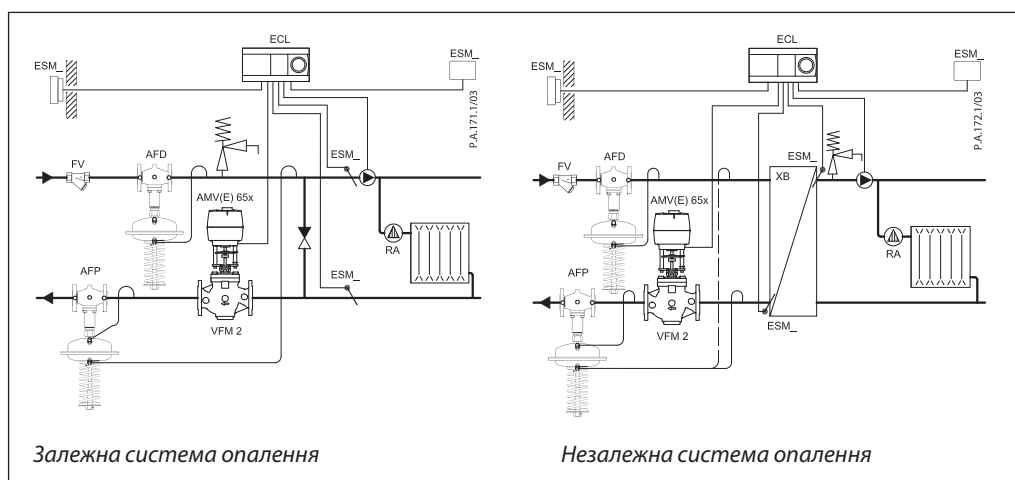 ECL
ESM_
ESM_
P.A.171.1/03
FV
AFD
ESM_
AMV(E) 65x
RA
AFP
ESM_
VFM 2
Залежна система опалення
ECL
ESM_
ESM_
P.A.172.1/03
FV
AFD
ESM_
XB
AMV(E) 65x
RA
AFP
VFM 2
ESM_
Незалежна система опалення